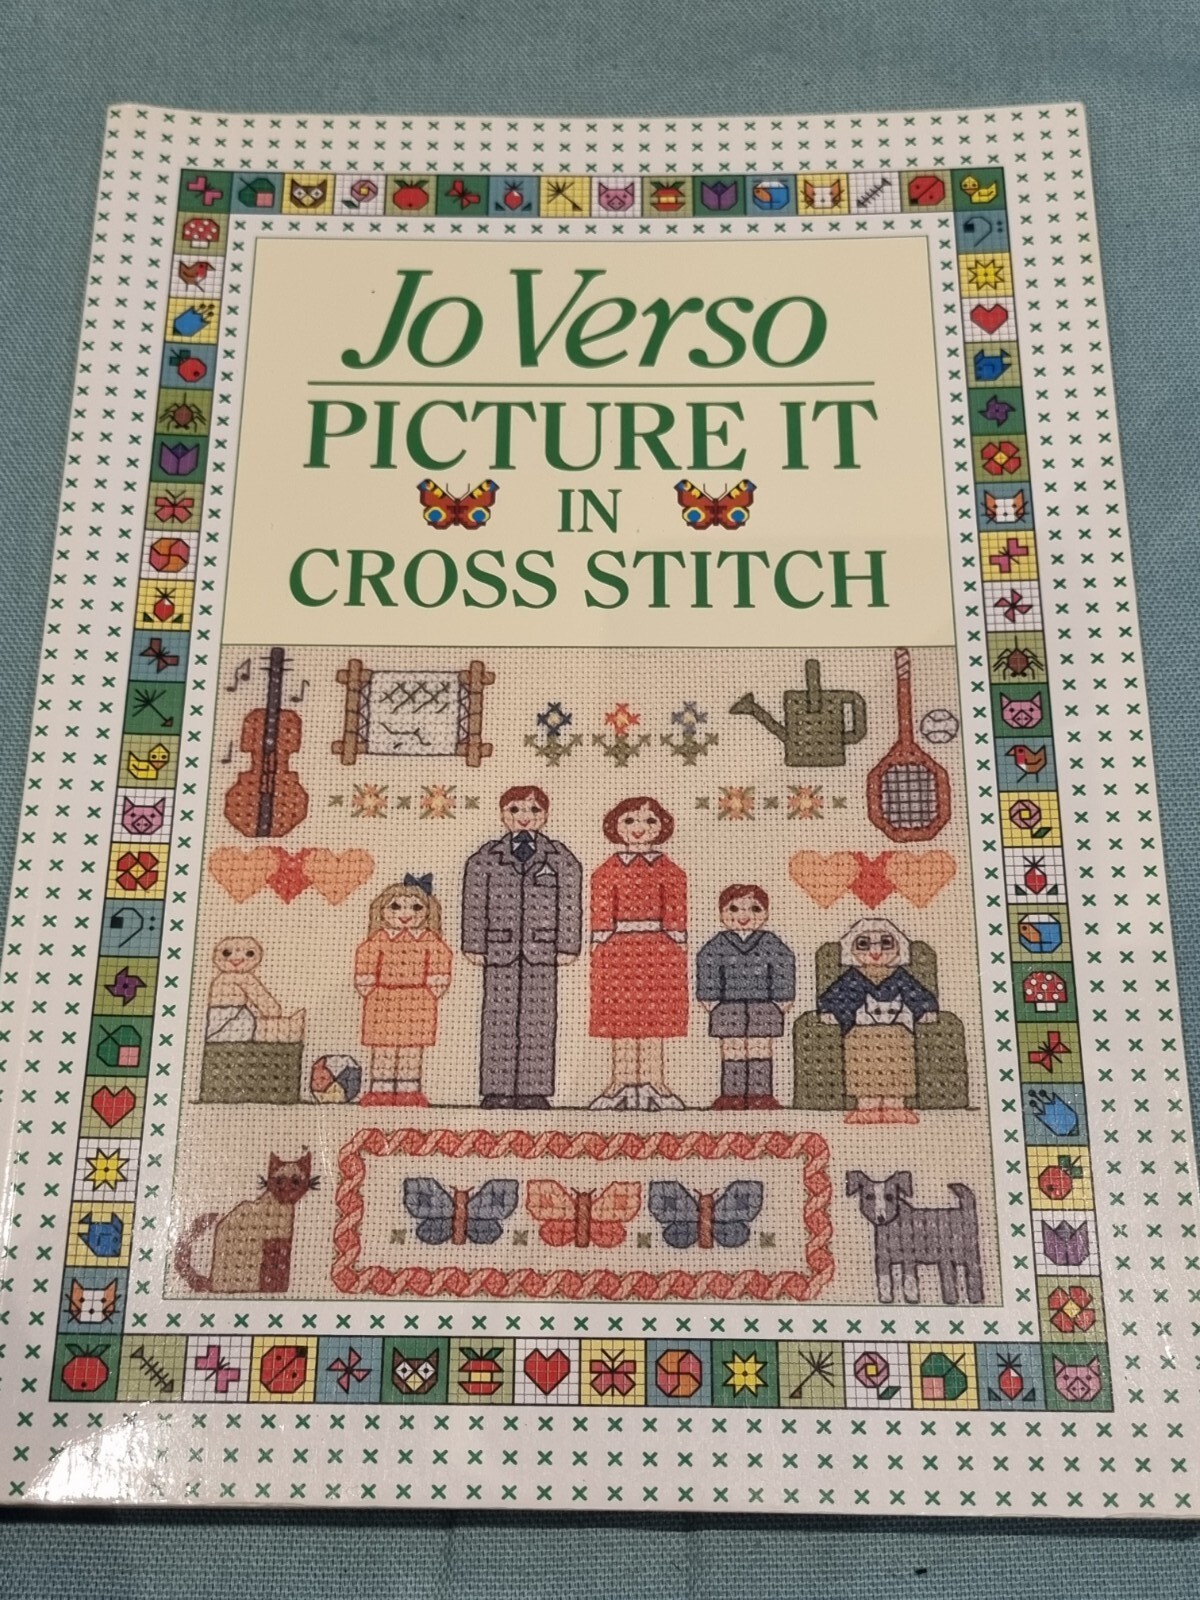 Jo Verso
PICTURE IT
IN
CROSS STITCH